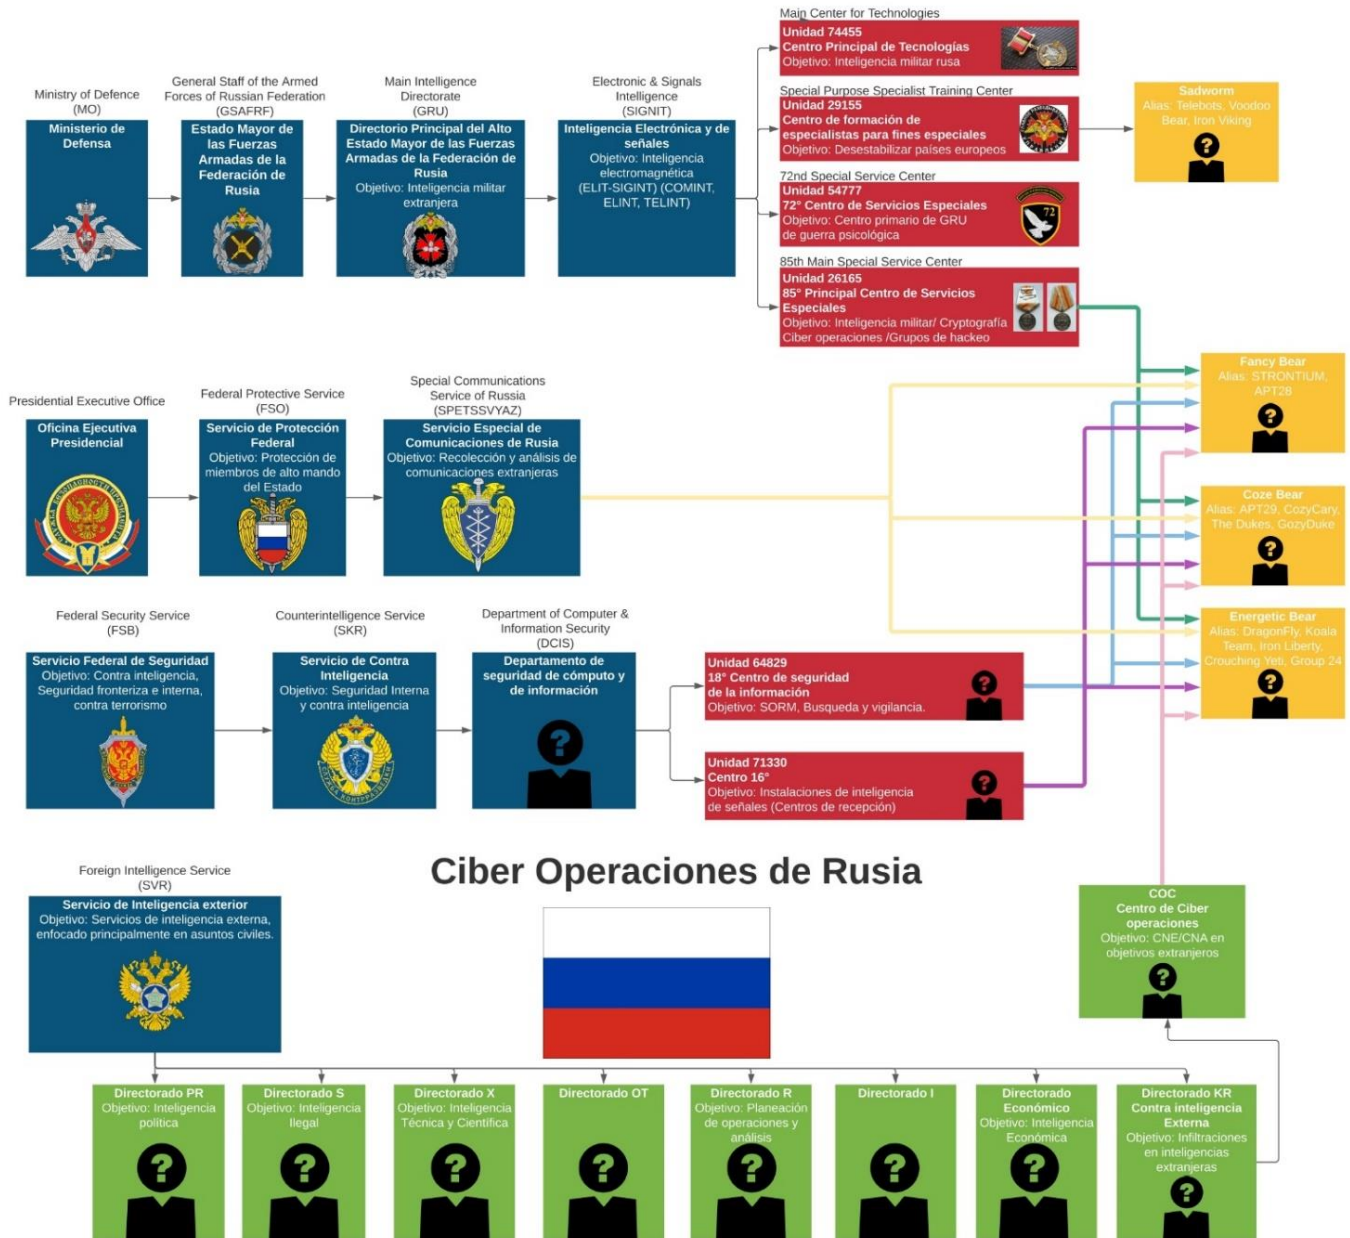 Main Center for Technologies
Unidad 74455
Centro Principal de Tecnologías
Objetivo: Inteligencia militar rusa
Ministry of Defence
(MO)
Ministerio de
Defensa
General Staff of the Armed
Forces of Russian Federation
(GSAFRF)
Estado Mayor de
las Fuerzas
Armadas de la
Federación de
Rusia
Main Intelligence
Directorate
(GRU)
Directorio Principal del Alto
Estado Mayor de las Fuerzas
Armadas de la Federación de
Rusia
Objetivo: Inteligencia militar
extranjera
Electronic & Signals
Intelligence
(SIGNIT)
Inteligencia Electrónica y de
señales
Objetivo: Inteligencia
electromagnética
(ELIT-SIGINT) (COMINT,
ELINT, TELINT)
Special Purpose Specialist Training Center
Unidad 29155
Centro de formación de
especialistas para fines especiales
Objetivo: Desestabilizar países europeos
Sadworm
Alias: Telebots, Voodoo
Bear, Iron Viking
72nd Special Service Center
Unidad 54777
72° Centro de Servicios Especiales
Objetivo: Centro primario de GRU
de guerra psicológica
72
85th Main Special Service Center
Unidad 26165
85° Principal Centro de Servicios
Especiales
Objetivo: Inteligencia militar/ Cryptografía
Ciber operaciones /Grupos de hackeo
Fancy Bear
Alias: STRONTIUM,
APT28
Presidential Executive Office
Oficina Ejecutiva
Presidencial
Federal Protective Service
(FSO)
Servicio de Protección
Federal
Objetivo: Protección de
miembros de alto mando
del Estado
Special Communications
Service of Russia
(SPETSSVYAZ)
Servicio Especial de
Comunicaciones de Rusia
Objetivo: Recolección y análisis de
comunicaciones extranjeras
Coze Bear
Alias: APT29, CozyCary,
The Dukes, GozyDuke
Energetic Bear
Alias: DragonFly, Koala
Team, Iron Liberty,
Crouching Yeti, Group 24
Federal Security Service
(FSB)
Servicio Federal de Seguridad
Objetivo: Contra inteligencia,
Seguridad fronteriza e interna,
contra terrorismo
Counterintelligence Service
(SKR)
Servicio de Contra
Inteligencia
Objetivo: Seguridad Interna
y contra inteligencia
Department of Computer &
Information Security
(DCIS)
Departamento de
seguridad de cómputo y
de información
Unidad 64829
18° Centro de seguridad
de la información
Objetivo: SORM, Busqueda y vigilancia.
Unidad 71330
Centro 16°
Objetivo: Instalaciones de inteligencia
de señales (Centros de recepción)
Ciber Operaciones de Rusia
Foreign Intelligence Service
(SVR)
Servicio de Inteligencia exterior
Objetivo: Servicios de inteligencia externa,
enfocado principalmente en asuntos civiles.
COC
Centro de Ciber
operaciones
Objetivo: CNE/CNA en
objetivos extranjeros
Directorado PR
Objetivo: Inteligencia
política
Directorado S
Objetivo: Inteligencia
Ilegal
Directorado X
Objetivo: Inteligencia
Técnica y Científica
Directorado OT
Directorado R
Objetivo: Planeación
de operaciones y
análisis
Directorado I
Directorado
Económico
Objetivo: Inteligencia
Económica
Directorado KR
Contra inteligencia
Externa
Objetivo: Infiltraciones
en inteligencias
extranjeras